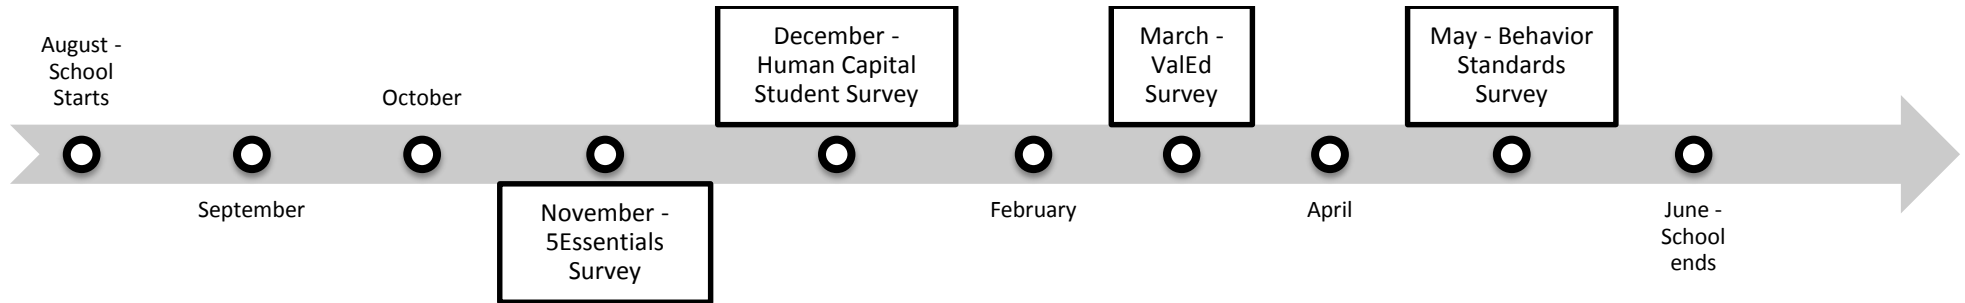 August -
School
Starts
September
October
November -
5Essentials
Survey
December -
Human Capital
Student Survey
February
March -
ValEd
Survey
April
May - Behavior
Standards
Survey
June -
School
ends